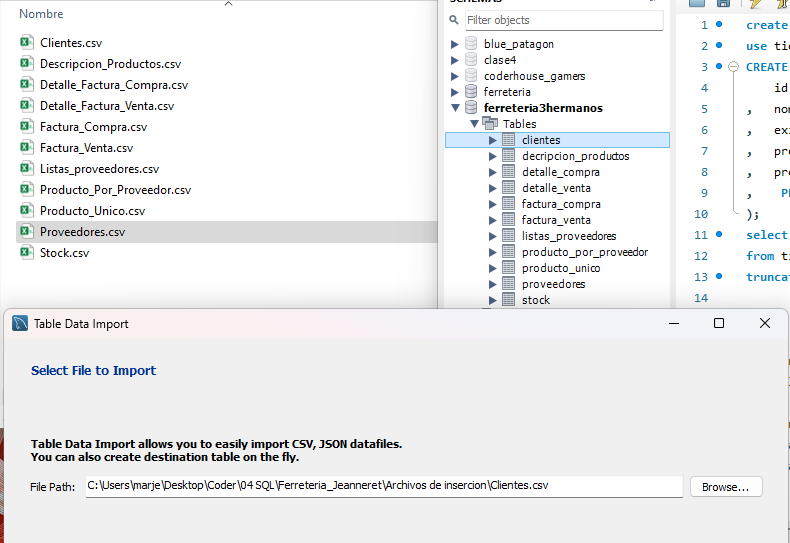 Nombre
Clientes.csv
Descripcion_Productos.csv
Detalle_Factura_Compra.csv
Detalle_Factura_Venta.csv
Factura_Compra.csv
Factura_Venta.csv
Listas_proveedores.csv
Producto_Por_Proveedor.csv
Producto_Unico.csv
Proveedores.csv
Stock.csv
SCHEMAS
Filter objects
blue_patagon
clase4
coderhouse_gamers
ferreteria
ferreteria3hermanos
Tables
clientes
decripcion_productos
detalle_compra
detalle_venta
factura_compra
factura_venta
listas_proveedores
producto_por_proveedor
producto_unico
proveedores
stock
1 create
2 use tie
3 CREATE
4 id
5 , nom
6 , exi
7 , pre
8 , pro
9 , PR
10 );
11 select
12 from ti
13 truncat
14
Table Data Import
Select File to Import
Table Data Import allows you to easily import CSV, JSON datafiles.
You can also create destination table on the fly.
File Path: C:\Users\marje\Desktop\Coder\04 SQL\Ferreteria_Jeanneret\Archivos de insercion\Clientes.csv Browse...